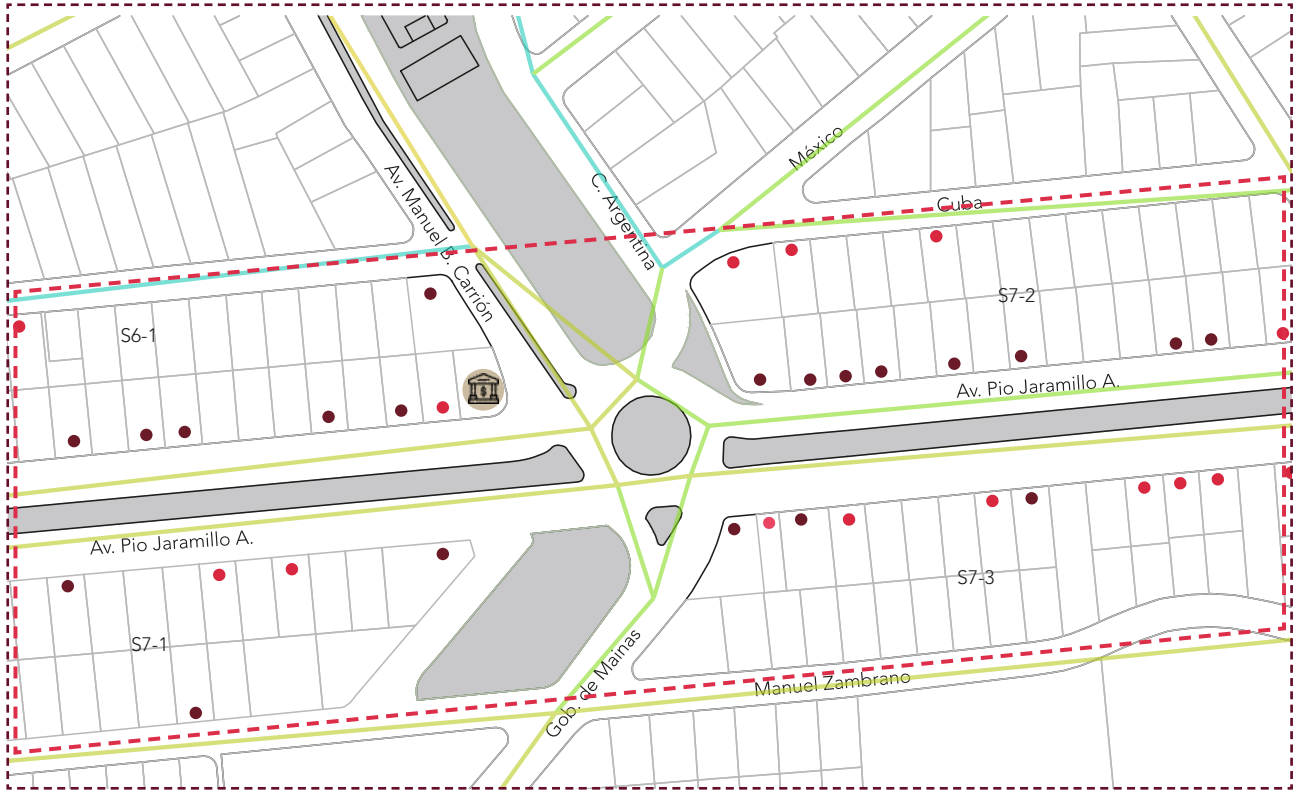 México
Av. Manuel B. Carrión
C. Argentina
Cuba
S6-1
S7-2
$
Av. Pio Jaramillo A.
Av. Pio Jaramillo A.
S7-1
S7-3
Gob. de Mainas
Manuel Zambrano